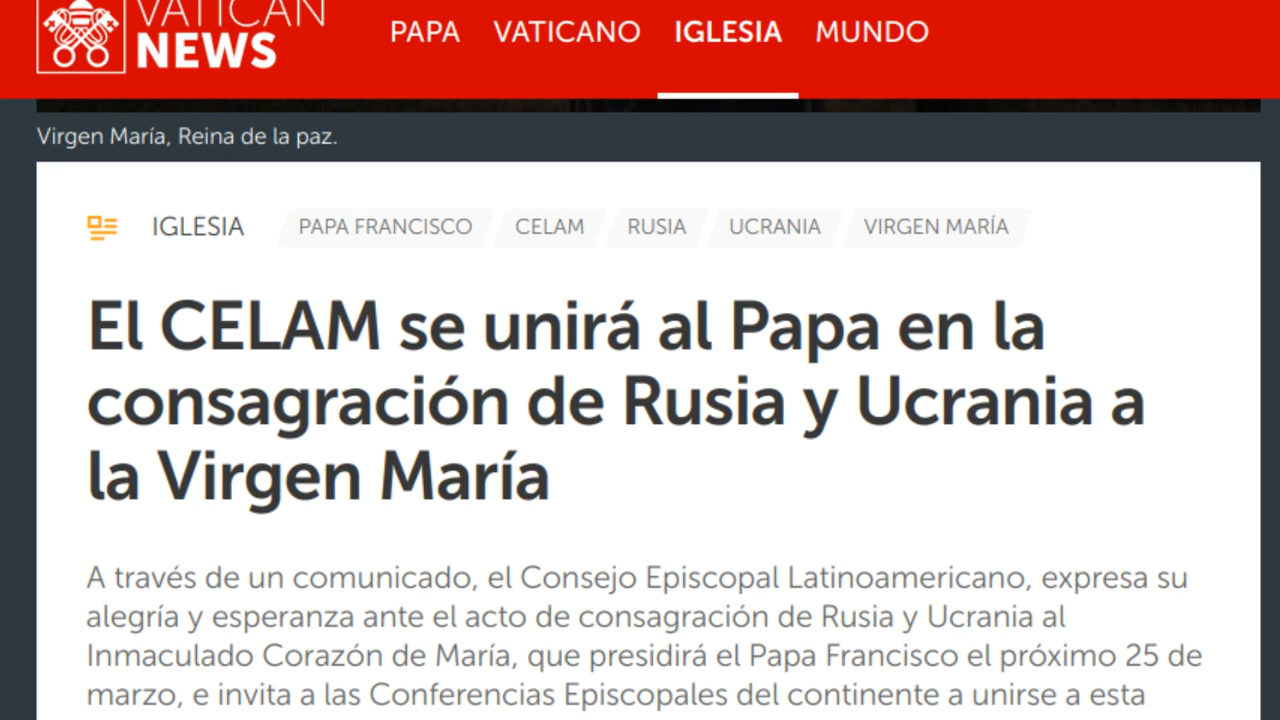 VATICAN
NEWS
PAPA VATICANO IGLESIA MUNDO
Virgen María, Reina de la paz.
IGLESIA PAPA FRANCISCO CELAM RUSIA UCRANIA VIRGEN MARÍA
El CELAM se unirá al Papa en la
consagración de Rusia y Ucrania a
la Virgen María
A través de un comunicado, el Consejo Episcopal Latinoamericano, expresa su
alegría y esperanza ante el acto de consagración de Rusia y Ucrania al
Inmaculado Corazón de María, que presidirá el Papa Francisco el próximo 25 de
marzo, e invita a las Conferencias Episcopales del continente a unirse a esta